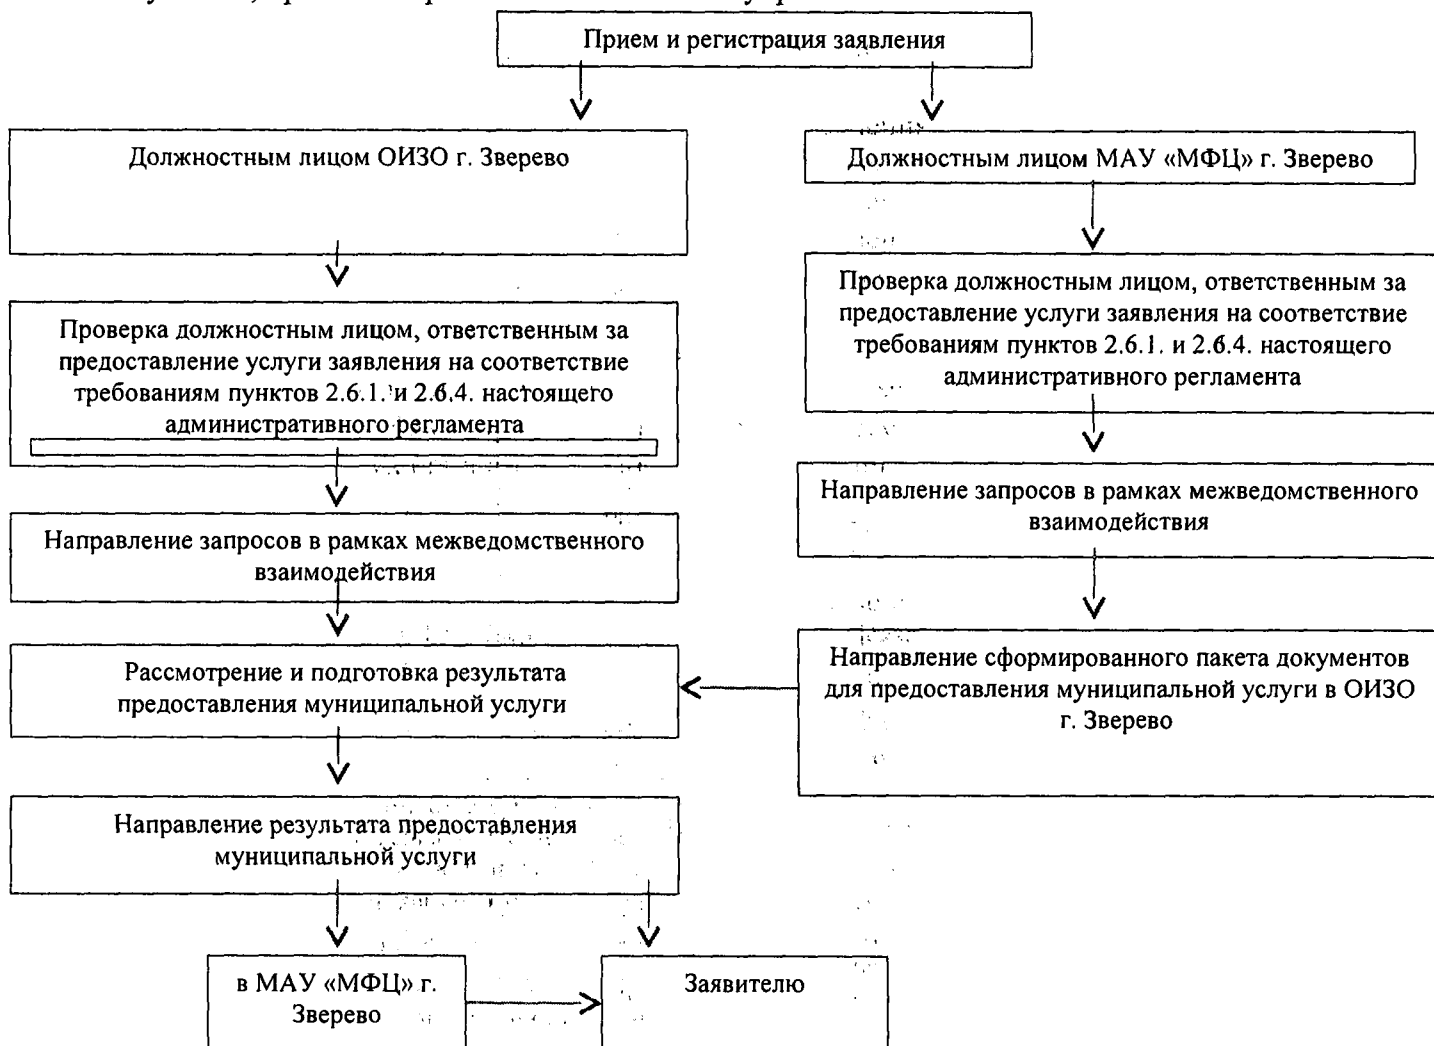 Прием и регистрация заявления
Должностным лицом ОИЗО г. Зверево
Должностным лицом МАУ «МФЦ» г. Зверево
Проверка должностным лицом, ответственным за
предоставление услуги заявления на соответствие
требованиям пунктов 2.6.1. и 2.6.4. настоящего
административного регламента
Проверка должностным лицом, ответственным за
предоставление услуги заявления на соответствие
требованиям пунктов 2.6.1. и 2.6.4. настоящего
административного регламента
Направление запросов в рамках межведомственного
взаимодействия
Направление запросов в рамках межведомственного
взаимодействия
Рассмотрение и подготовка результата
предоставления муниципальной услуги
Направление сформированного пакета документов
для предоставления муниципальной услуги в ОИЗО
г. Зверево
Направление результата предоставления
муниципальной услуги
в МАУ «МФЦ» г.
Зверево
Заявителю